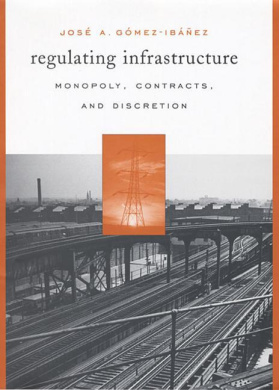 JOSÉ A. GÓMEZ-IBÁÑEZ
regulating infrastructure
MONOPOLY, CONTRACTS,
AND DISCRETION